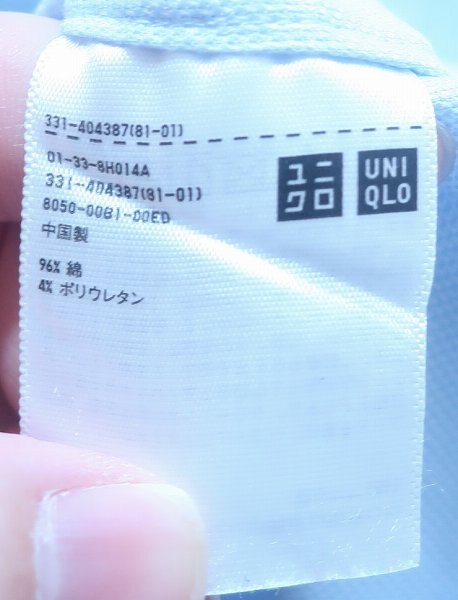 331-404387(81-01)
01-33-8H014A
331-404387(81-01)
8050-00B1-00ED
中国製
96% 綿
4% ポリウレタン
ユニ
クロ
UNI
QLO